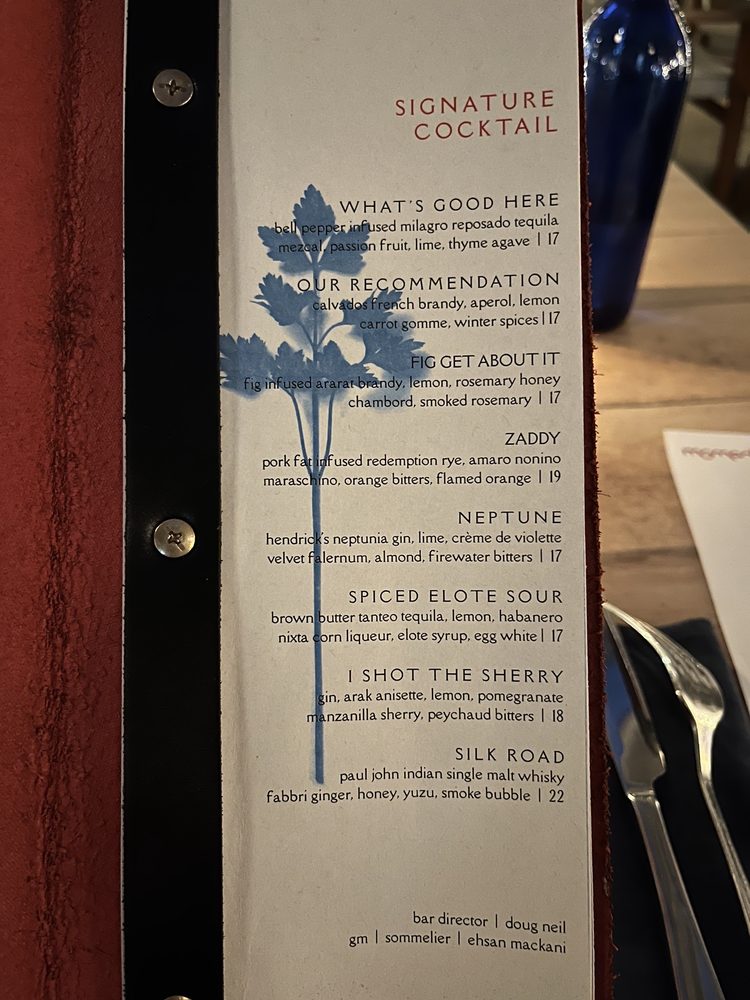 SIGNATURE
COCKTAIL
WHAT'S GOOD HERE
bell pepper infused milagro reposado tequila
mezcal, passion fruit, lime, thyme agave | 17
OUR RECOMMENDATION
calvados french brandy, aperol, lemon
carrot gomme, winter spices | 17
FIG GET ABOUT IT
fig infused ararat brandy, lemon, rosemary honey
chambord, smoked rosemary | 17
ZADDY
pork fat infused redemption rye, amaro nonino
maraschino, orange bitters, flamed orange | 19
NEPTUNE
hendrick's neptunia gin, lime, crème de violette
velvet falernum, almond, firewater bitters | 17
SPICED ELOTE SOUR
brown butter tanteo tequila, lemon, habanero
nixta corn liqueur, elote syrup, egg white | 17
I SHOT THE SHERRY
gin, arak anisette, lemon, pomegranate
manzanilla sherry, peychaud bitters | 18
SILK ROAD
paul john indian single malt whisky
fabbri ginger, honey, yuzu, smoke bubble | 22
bar director | doug neil
gm | sommelier | ehsan mackani